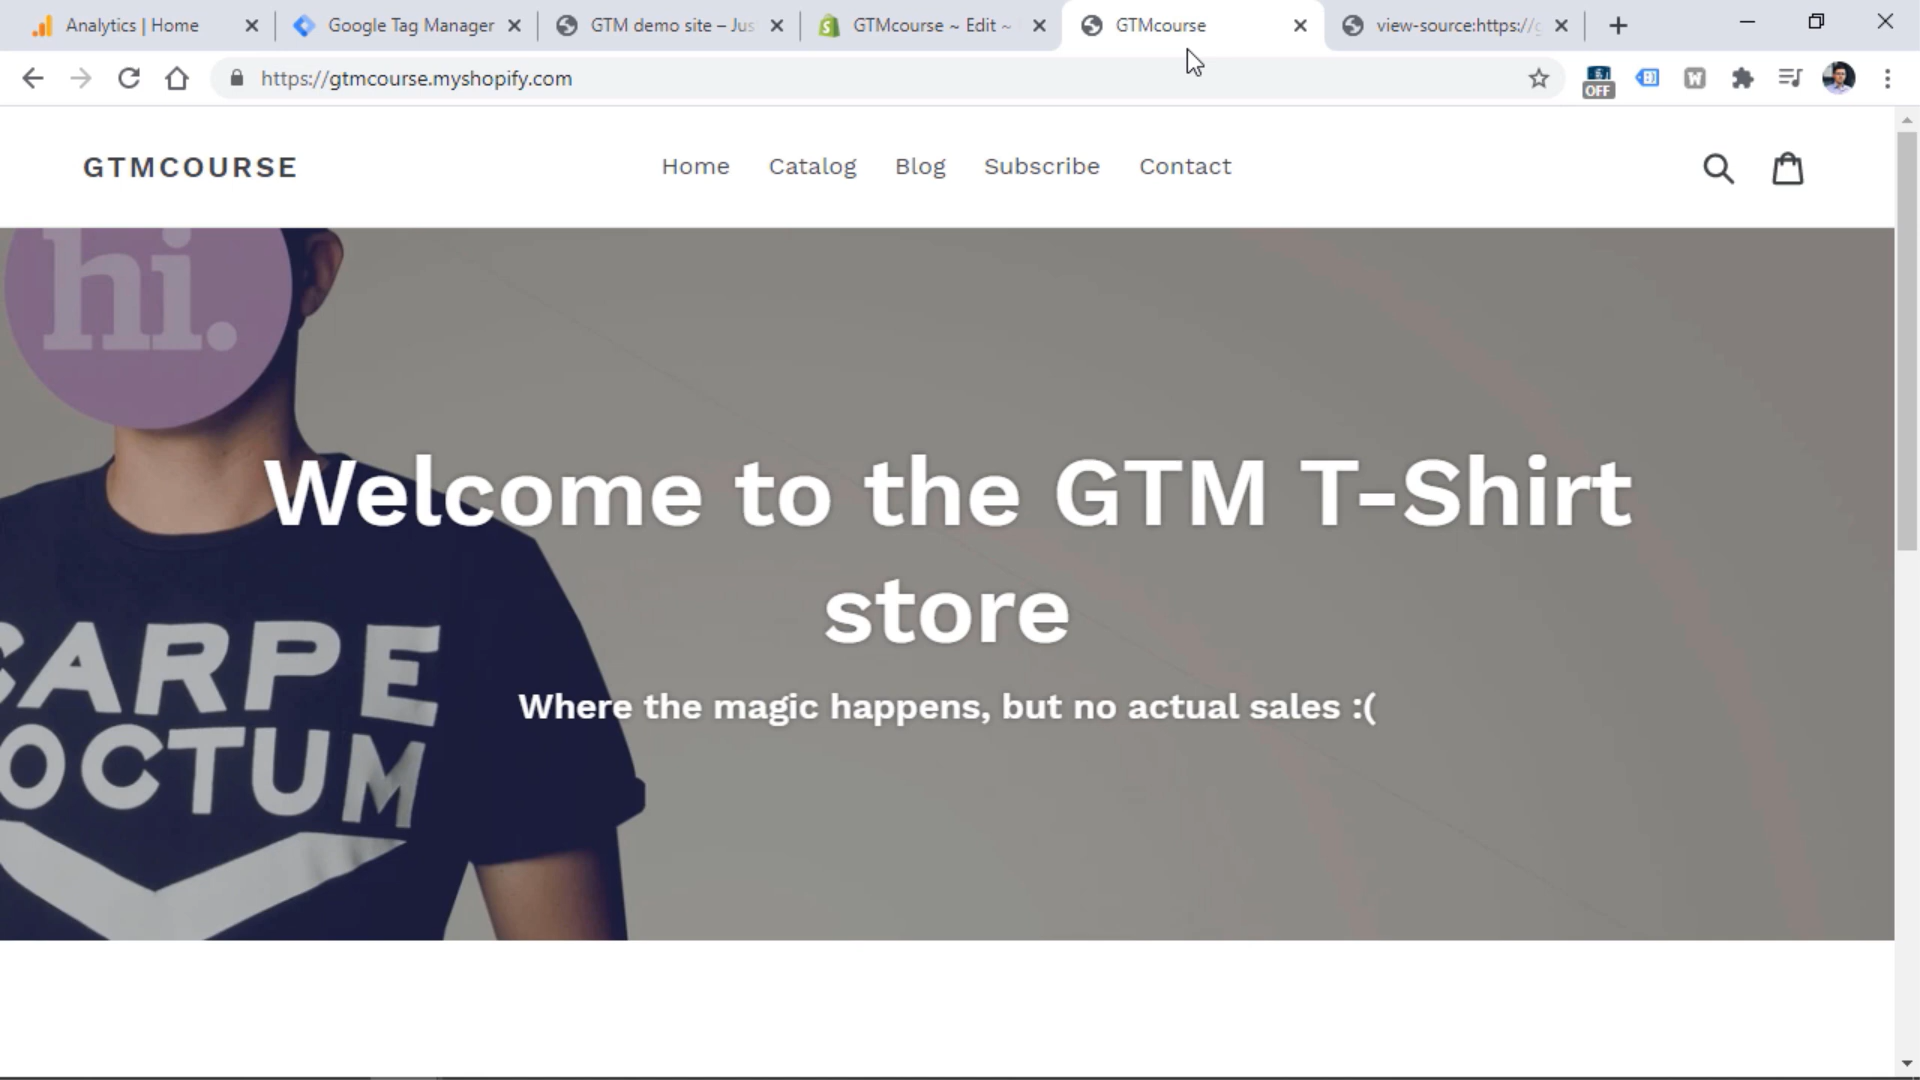 Analytics | Home
Google Tag Manager
GTM demo site – Jus
GTMcourse ~ Edit ~
GTMcourse
view-source:https://g
https://gtmcourse.myshopify.com
OFF
W
GTMCOURSE
Home
Catalog
Blog
Subscribe
Contact
hi.
Welcome to the GTM T-Shirt
store
Where the magic happens, but no actual sales :(
CARPE
OCTUM